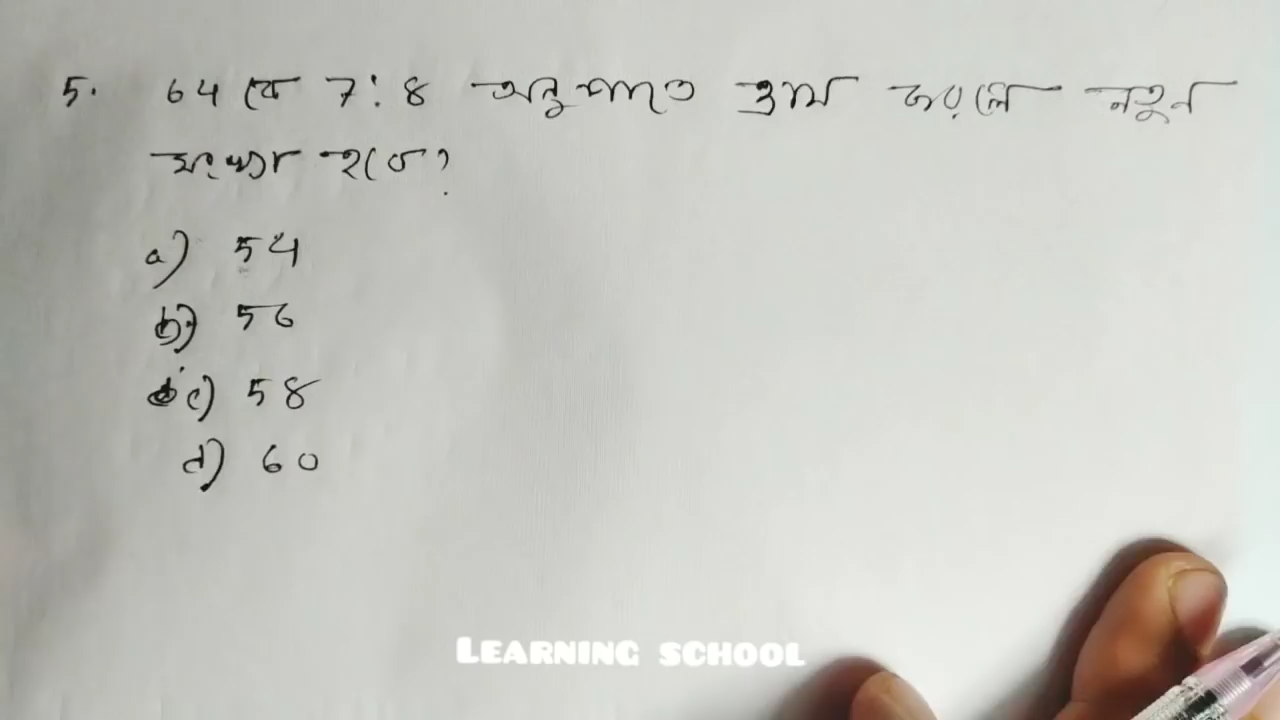 5. 64 কে 7:8 অনুপাতে হ্রাস করলে নতুন
সংখ্যা হবে?
a) 54
b) 56
c) 58
d) 60
LEARNING SCHOOL